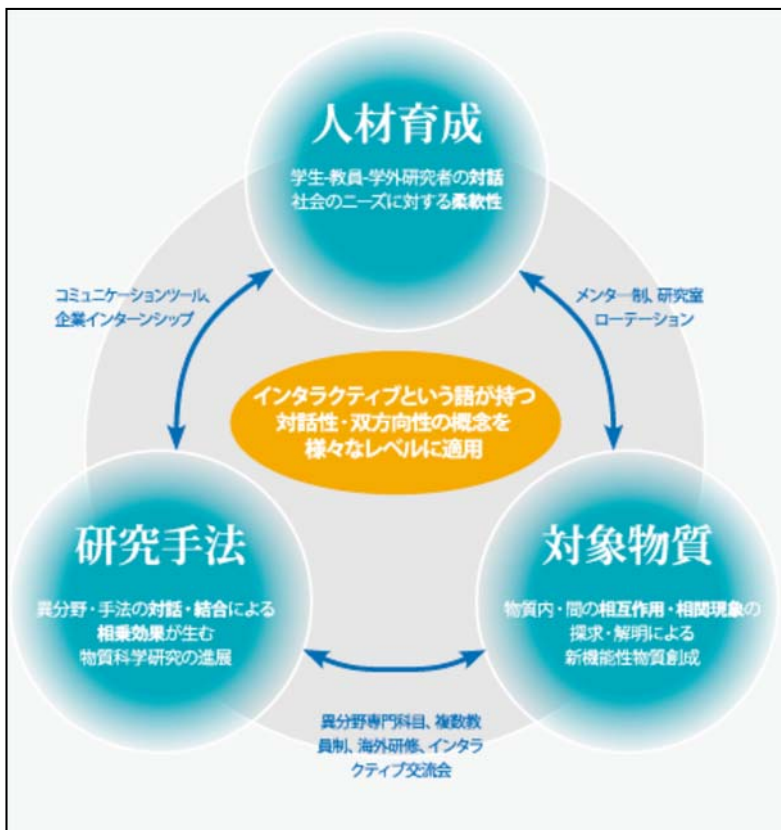 人材育成
学生-教員-学外研究者の対話
社会のニーズに対する柔軟性
コミュニケーションツール、
企業インターンシップ
メンター制、研究室
ローテーション
インタラクティブという語が持つ
対話性・双方向性の概念を
様々なレベルに適用
研究手法
異分野・手法の対話・結合による
相乗効果が生む
物質科学研究の進展
対象物質
物質内・間の相互作用・相関現象の
探求・解明による
新機能性物質創成
異分野専門科目、複数教
員制、海外研修、インタラ
クティブ交流会